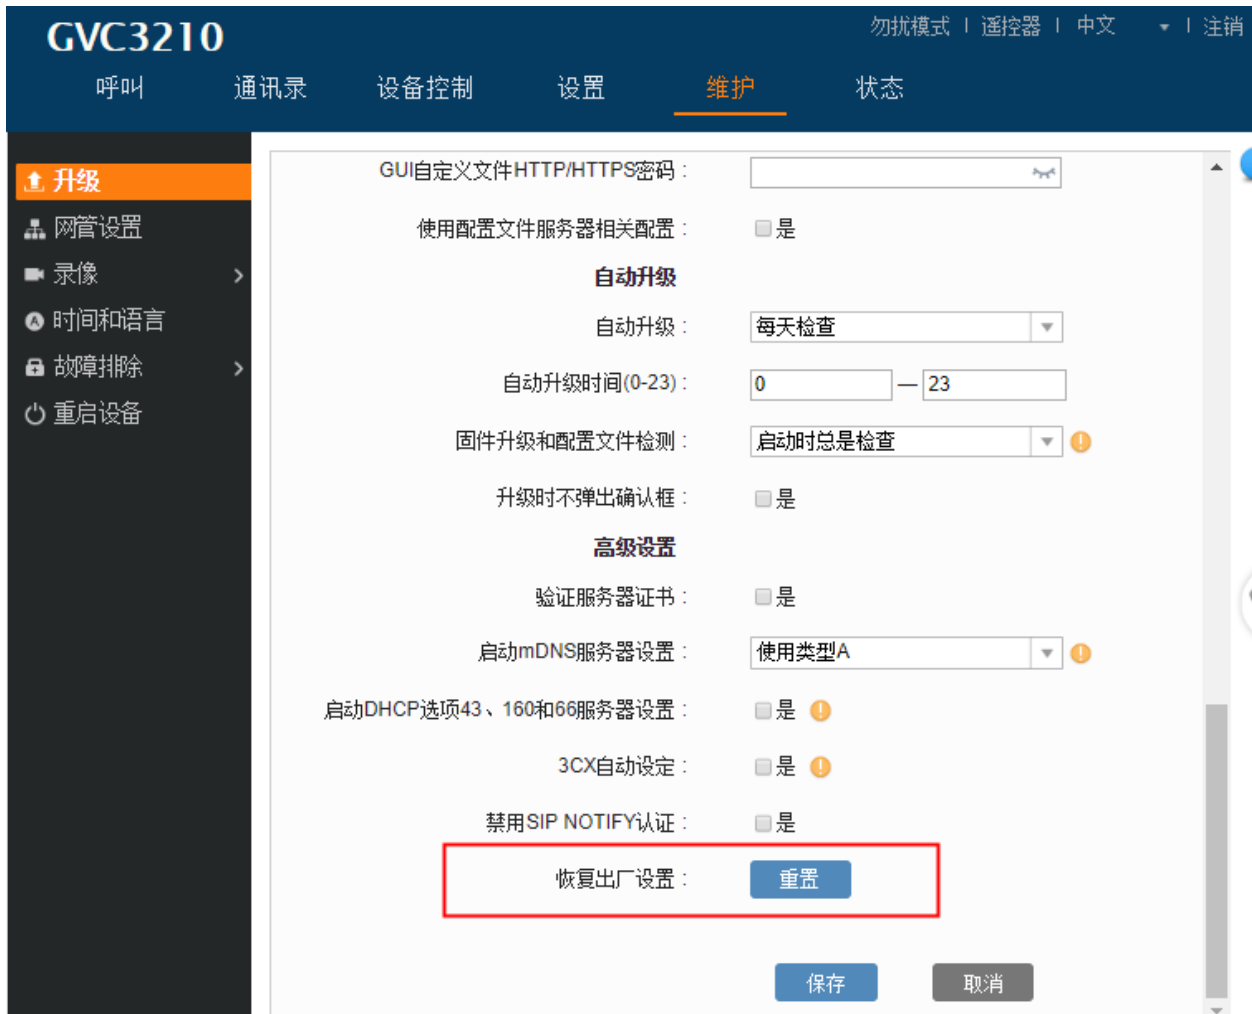 GVC3210
勿扰模式 | 遥控器 | 中文 | 注销
呼叫 通讯录 设备控制 设置 维护 状态
升级
网管设置
录像
时间和语言
故障排除
重启设备
GUI自定义文件HTTP/HTTPS密码：
使用配置文件服务器相关配置： 是
自动升级
自动升级： 每天检查
自动升级时间(0-23)： 0 — 23
固件升级和配置文件检测： 启动时总是检查
升级时不弹出确认框： 是
高级设置
验证服务器证书： 是
启动mDNS服务器设置： 使用类型A
启动DHCP选项43、160和66服务器设置： 是
3CX自动设定： 是
禁用SIP NOTIFY认证： 是
恢复出厂设置： 重置
保存 取消